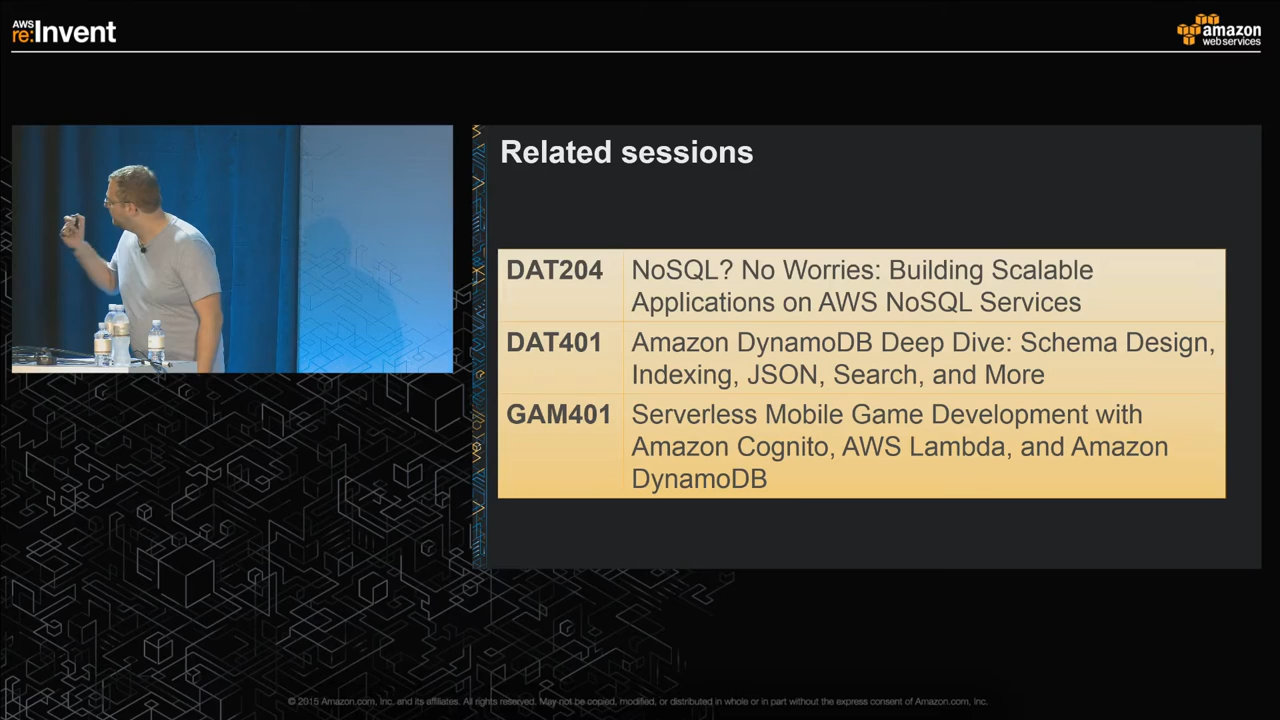 AWS
re:Invent
amazon
web services
Related sessions
DAT204
NoSQL? No Worries: Building Scalable
Applications on AWS NoSQL Services
DAT401
Amazon DynamoDB Deep Dive: Schema Design,
Indexing, JSON, Search, and More
GAM401
Serverless Mobile Game Development with
Amazon Cognito, AWS Lambda, and Amazon
DynamoDB
© 2015 Amazon.com, Inc. and its affiliates. All rights reserved. May not be copied, modified, or distributed in whole or in part without the express consent of Amazon.com, Inc.